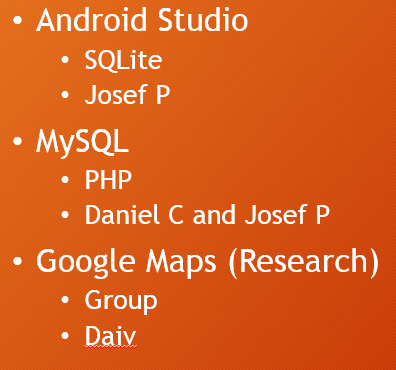 • Android Studio
• SQLite
• Josef P
• MySQL
• PHP
• Daniel C and Josef P
• Google Maps (Research)
• Group
• Daiv